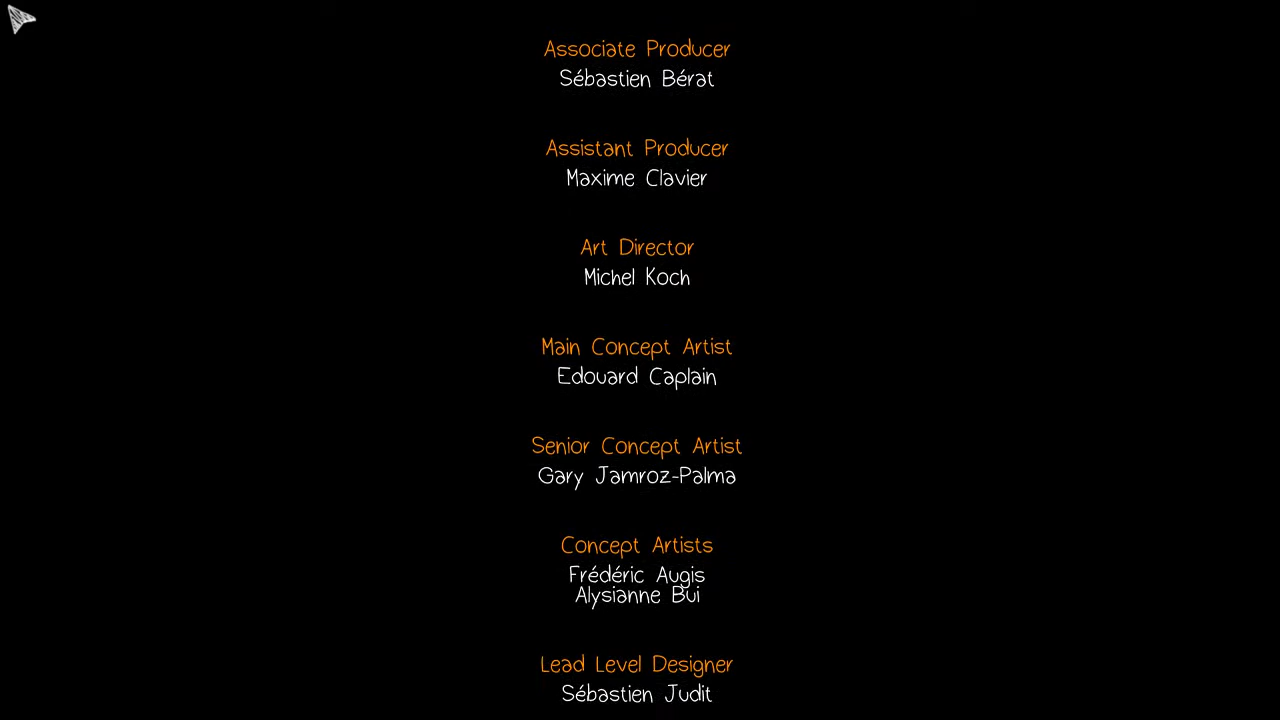 Associate Producer
Sébastien Bérat
Assistant Producer
Maxime Clavier
Art Director
Michel Koch
Main Concept Artist
Edouard Caplain
Senior Concept Artist
Gary Jamroz-Palma
Concept Artists
Frédéric Augis
Alysianne Bui
Lead Level Designer
Sébastien Judit